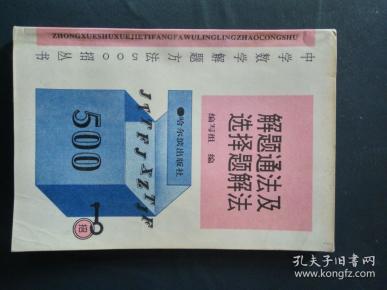 ZHONGXUESHUXUEJIETIFANGFAWULINGLINGZHAOCONGSHU
中学数学解题方法500招丛书
解题通法及
选择题解法
编写组 编
●哈尔滨出版社
JTTFJXZTJF
500
招
孔夫子旧书网
www.kongfz.com